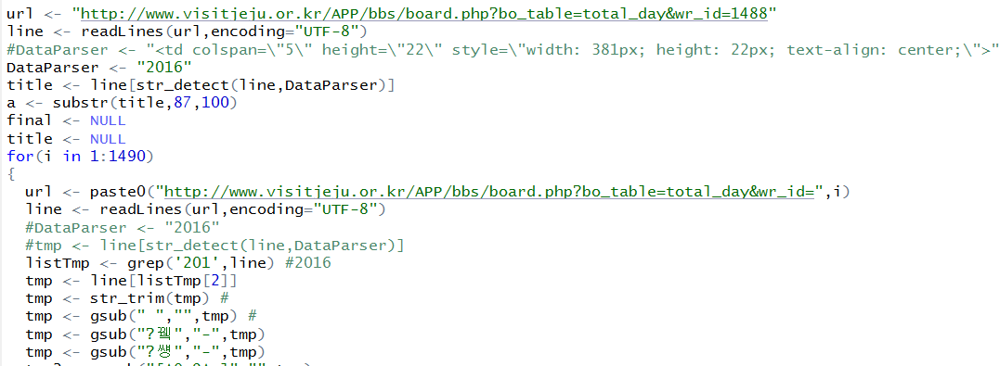 url <- "http://www.visitjeju.or.kr/APP/bbs/board.php?bo_table=total_day&wr_id=1488"
line <- readLines(url,encoding="UTF-8")
#DataParser <- "<td colspan=\"5\" height=\"22\" style=\"width: 381px; height: 22px; text-align: center;\">"
DataParser <- "2016"
title <- line[str_detect(line,DataParser)]
a <- substr(title,87,100)
final <- NULL
title <- NULL
for(i in 1:1490)
{
  url <- paste0("http://www.visitjeju.or.kr/APP/bbs/board.php?bo_table=total_day&wr_id=",i)
  line <- readLines(url,encoding="UTF-8")
  #DataParser <- "2016"
  #tmp <- line[str_detect(line,DataParser)]
  listTmp <- grep('201',line) #2016
  tmp <- line[listTmp[2]]
  tmp <- str_trim(tmp) #
  tmp <- gsub(" ","",tmp) #
  tmp <- gsub("?","-",tmp)
  tmp <- gsub("?썡","-",tmp)